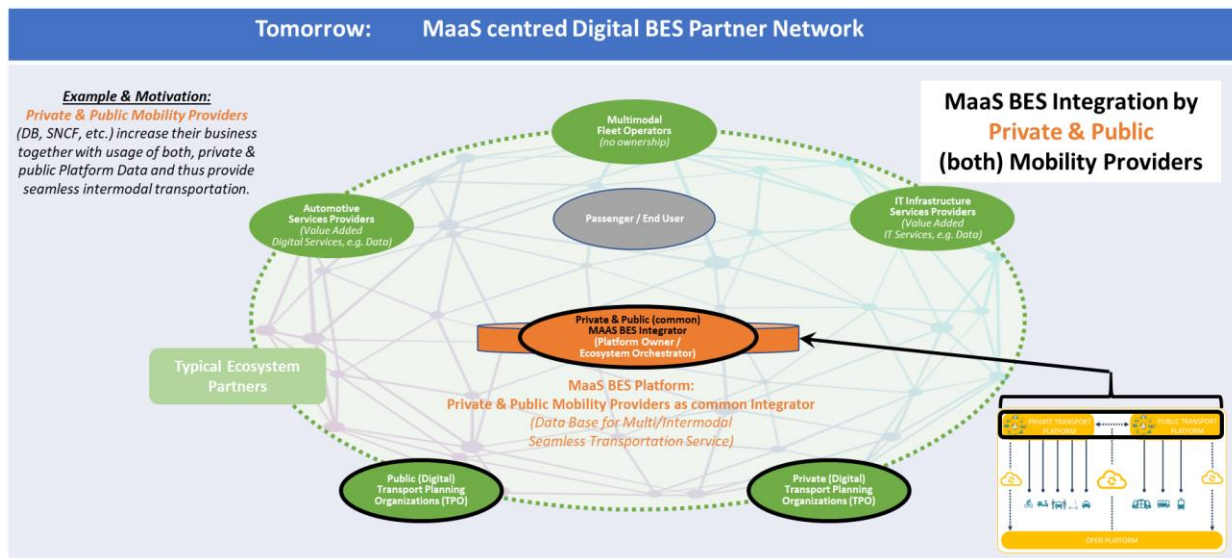 Tomorrow: MaaS centred Digital BES Partner Network
Example & Motivation:
Private & Public Mobility Providers
(DB, SNCF, etc.) increase their business
together with usage of both, private &
public Platform Data and thus provide
seamless intermodal transportation.
MaaS BES Integration by
Private & Public
(both) Mobility Providers
Multimodal
Fleet Operators
(no ownership)
Automotive
Services Providers
(Value Added
Digital Services, e.g. Data)
Passenger / End User
IT Infrastructure
Services Providers
(Value Added
IT Services, e.g. Data)
Private & Public (common)
MAAS BES Integrator
(Platform Owner /
Ecosystem Orchestrator)
Typical Ecosystem
Partners
MaaS BES Platform:
Private & Public Mobility Providers as common Integrator
(Data Base for Multi/Intermodal
Seamless Transportation Service)
Public (Digital)
Transport Planning
Organizations (TPO)
Private (Digital)
Transport Planning
Organizations (TPO)
PRIVATE TRANSPORT
PLATFORM
PUBLIC TRANSPORT
PLATFORM
OPEN PLATFORM